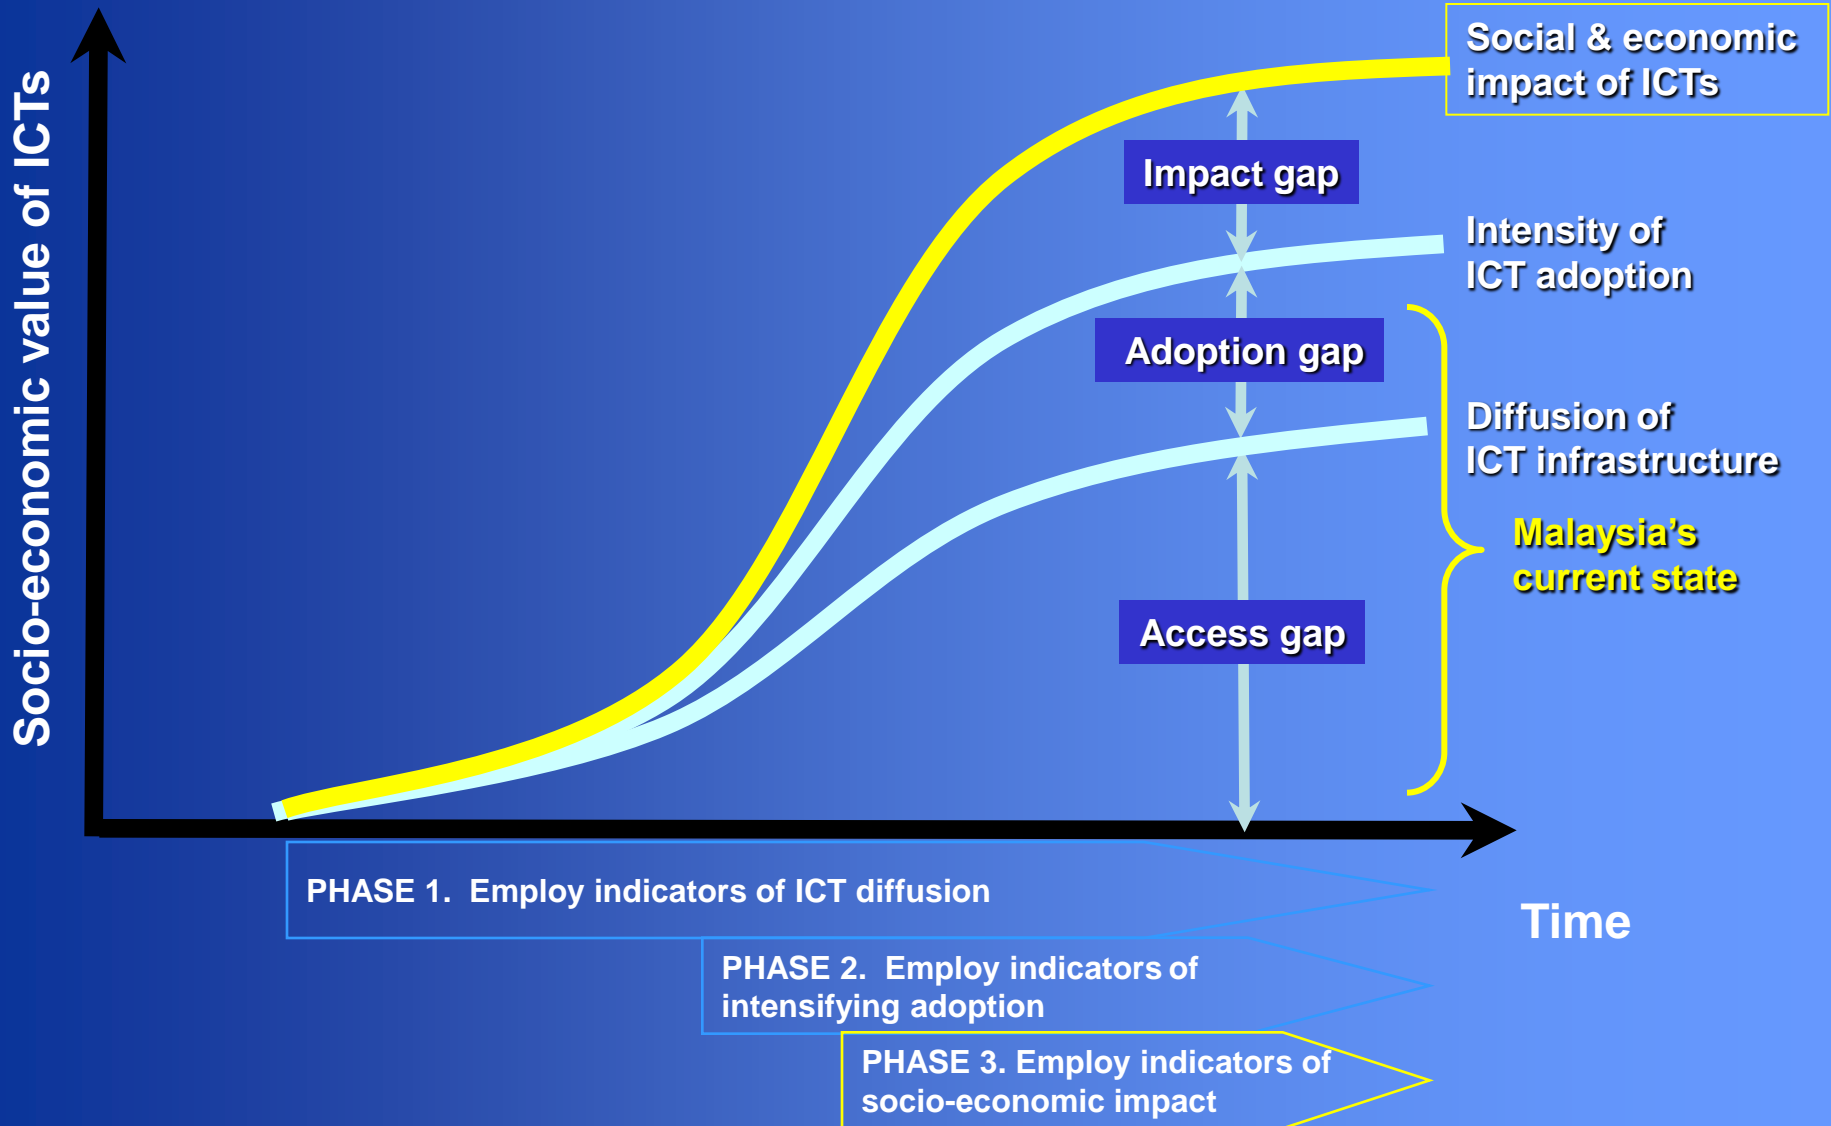 Socio-economic value of ICTs
Social & economic
impact of ICTs
Impact gap
Intensity of
ICT adoption
Adoption gap
Diffusion of
ICT infrastructure
Malaysia’s
current state
Access gap
PHASE 1.  Employ indicators of ICT diffusion
Time
PHASE 2.  Employ indicators of
intensifying adoption
PHASE 3. Employ indicators of
socio-economic impact